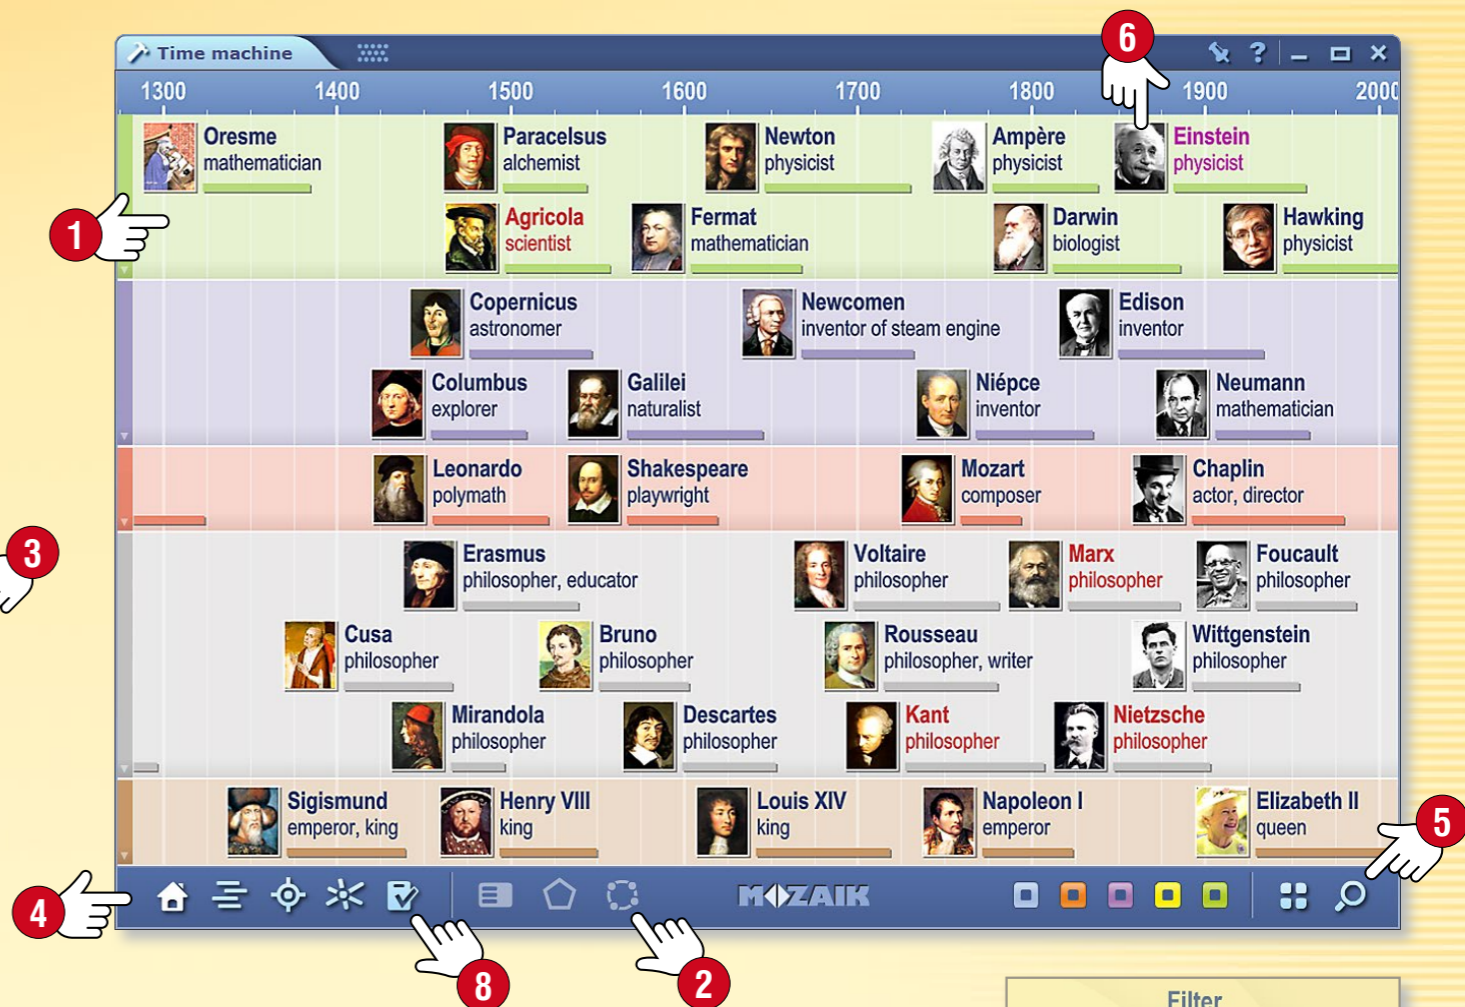 Time machine
?
1300 1400 1500 1600 1700 1800 1900 2000
Oresme
mathematician
Paracelsus
alchemist
Newton
physicist
Ampère
physicist
Einstein
physicist
Agricola
scientist
Fermat
mathematician
Darwin
biologist
Hawking
physicist
Copernicus
astronomer
Newcomen
inventor of steam engine
Edison
inventor
Columbus
explorer
Galilei
naturalist
Niépce
inventor
Neumann
mathematician
Leonardo
polymath
Shakespeare
playwright
Mozart
composer
Chaplin
actor, director
Erasmus
philosopher, educator
Voltaire
philosopher
Marx
philosopher
Foucault
philosopher
Cusa
philosopher
Bruno
philosopher
Rousseau
philosopher, writer
Wittgenstein
philosopher
Mirandola
philosopher
Descartes
philosopher
Kant
philosopher
Nietzsche
philosopher
Sigismund
emperor, king
Henry VIII
king
Louis XIV
king
Napoleon I
emperor
Elizabeth II
queen
MOZAIK
6
1
3
5
4
8
2
Filter